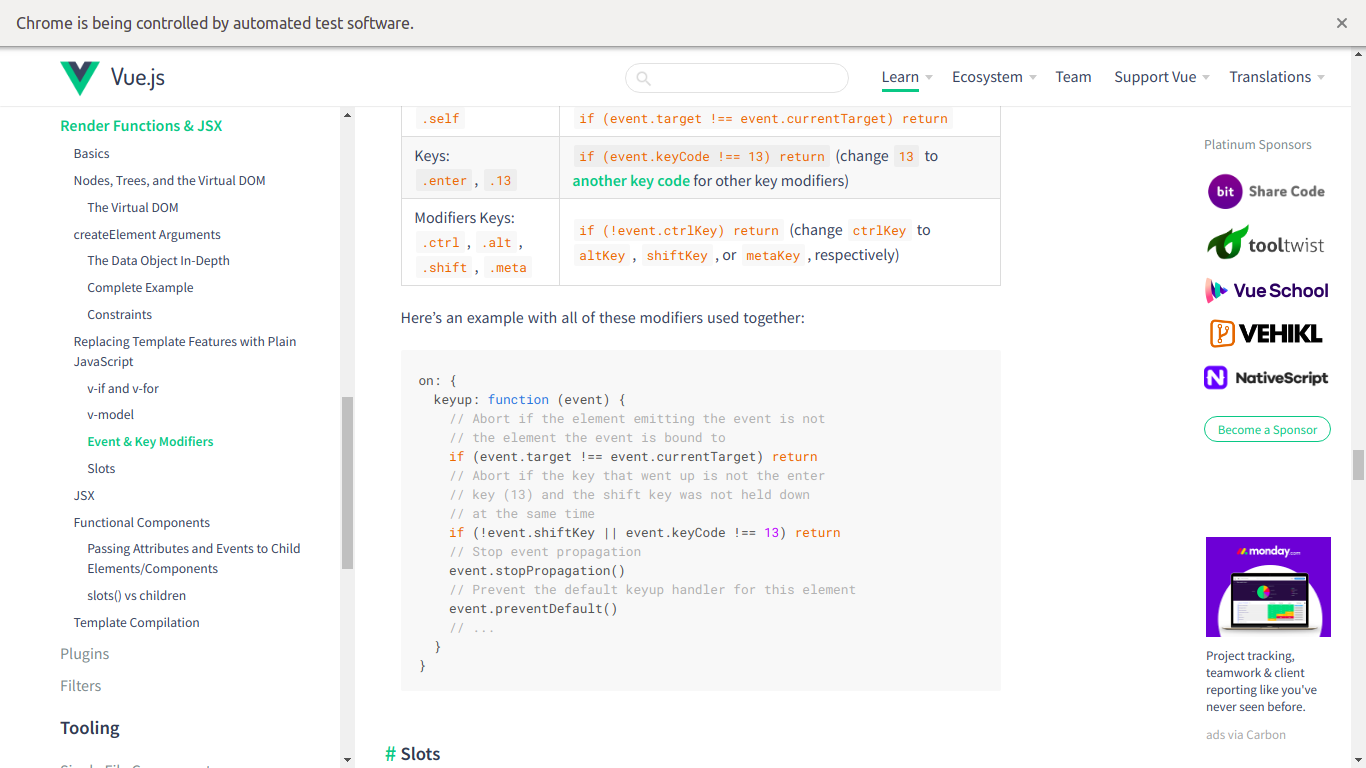 Chrome is being controlled by automated test software.
Vue.js
Learn
Ecosystem
Team
Support Vue
Translations
Render Functions & JSX
Basics
Nodes, Trees, and the Virtual DOM
The Virtual DOM
createElement Arguments
The Data Object In-Depth
Complete Example
Constraints
Replacing Template Features with Plain
JavaScript
v-if and v-for
v-model
Event & Key Modifiers
Slots
JSX
Functional Components
Passing Attributes and Events to Child
Elements/Components
slots() vs children
Template Compilation
Plugins
Filters
Tooling
Single File Components
.self
if (event.target !== event.currentTarget) return
Keys:
.enter, .13
if (event.keyCode !== 13) return (change 13 to
another key code for other key modifiers)
Modifiers Keys:
.ctrl, .alt,
.shift, .meta
if (!event.ctrlKey) return (change ctrlKey to
altKey, shiftKey, or metaKey, respectively)
Here’s an example with all of these modifiers used together:
on: {
keyup: function (event) {
// Abort if the element emitting the event is not
// the element the event is bound to
if (event.target !== event.currentTarget) return
// Abort if the key that went up is not the enter
// key (13) and the shift key was not held down
// at the same time
if (!event.shiftKey || event.keyCode !== 13) return
// Stop event propagation
event.stopPropagation()
// Prevent the default keyup handler for this element
event.preventDefault()
// ...
}
}
# Slots
Platinum Sponsors
bit Share Code
tooltwist
Vue School
VEHIKL
NativeScript
Become a Sponsor
monday.com
Project tracking,
teamwork & client
reporting like you've
never seen before.
ads via Carbon